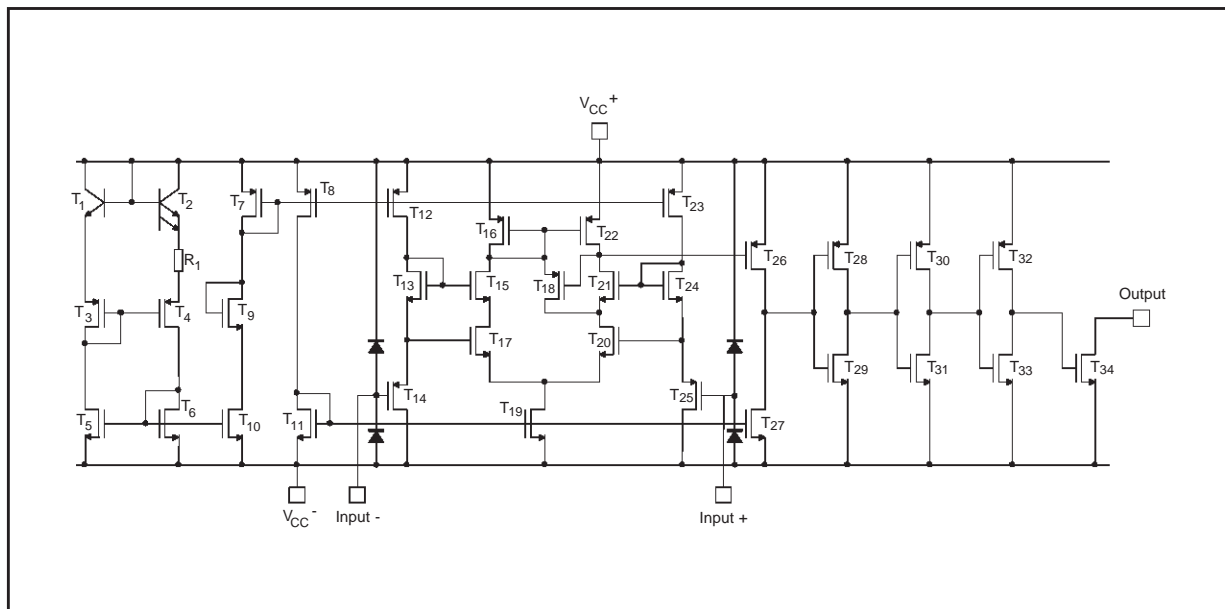 VCC+
T1
T2
T7
T8
T12
T16
T22
T23
R1
T13
T15
T18
T21
T24
T26
T28
T30
T32
T3
T4
T9
T17
T20
Output
T14
T25
T29
T31
T33
T34
T5
T6
T10
T11
T19
T27
VCC-
Input -
Input +